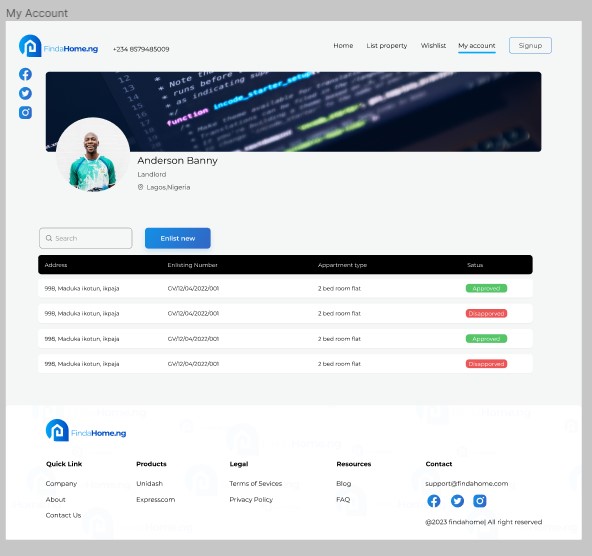 My Account
FindaHome.ng
+234 8579485009
Home
List property
Wishlist
My account
Signup
Anderson Banny
Landlord
Lagos,Nigeria
Search
Enlist new
Address Enlisting Number Appartment type Satus
998, Maduka ikotun, ikpaja GV/12/04/2022/001 2 bed room flat Approved
998, Maduka ikotun, ikpaja GV/12/04/2022/001 2 bed room flat Disapporved
998, Maduka ikotun, ikpaja GV/12/04/2022/001 2 bed room flat Approved
998, Maduka ikotun, ikpaja GV/12/04/2022/001 2 bed room flat Disapporved
FindaHome.ng
Quick Link
Company
About
Contact Us
Products
Unidash
Expresscom
Legal
Terms of Sevices
Privacy Policy
Resources
Blog
FAQ
Contact
support@findahome.com
@2023 findahome| All right reserved